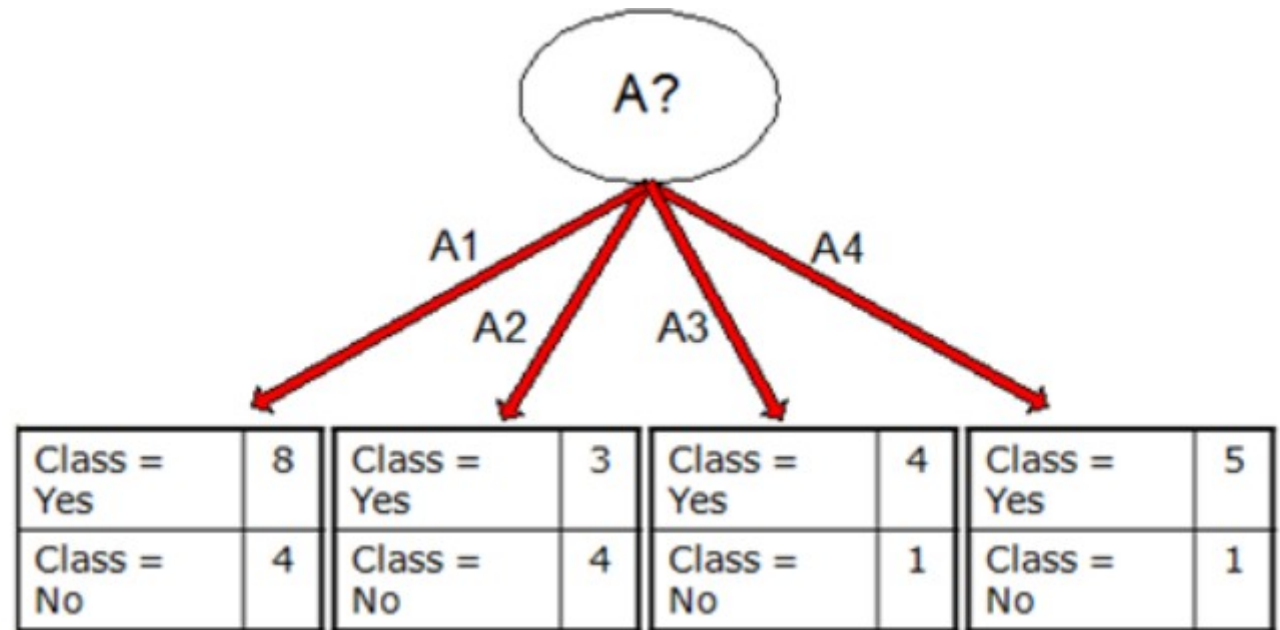 A?
A1
A4
A2
A3
Class =
Yes
8
Class =
Yes
3
Class =
Yes
4
Class =
Yes
5
Class =
No
4
Class =
No
4
Class =
No
1
Class =
No
1